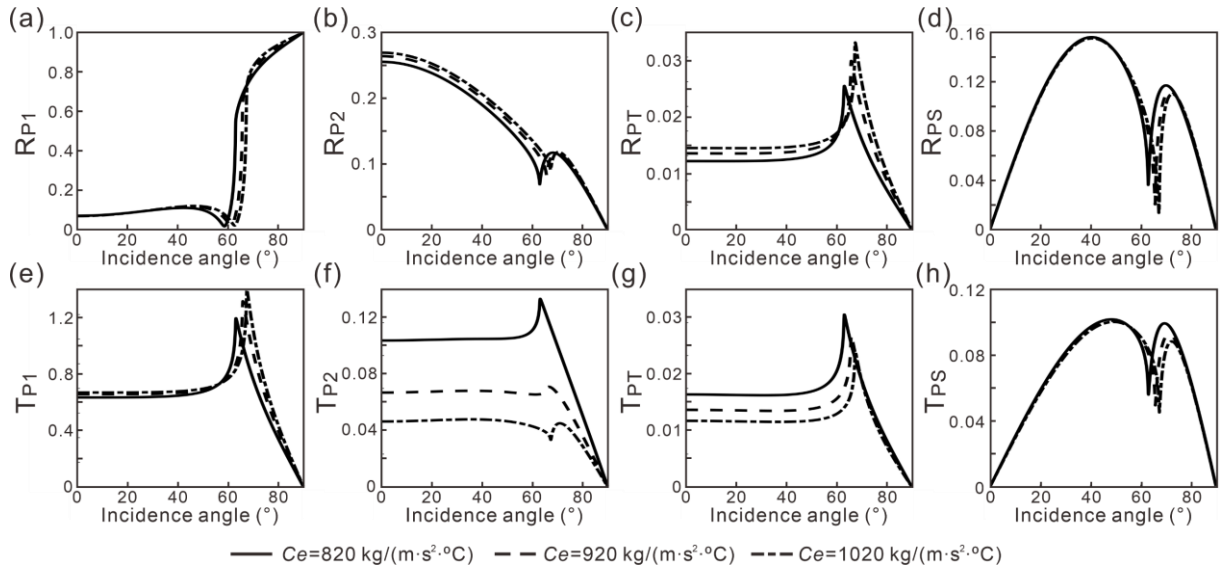 (a)
(b)
(c)
(d)
RP1
1.0
0.8
0.6
0.4
0.2
0
0 20 40 60 80
Incidence angle (°)
RP2
0.3
0.2
0.1
0
0 20 40 60 80
Incidence angle (°)
RPT
0.03
0.02
0.01
0
0 20 40 60 80
Incidence angle (°)
RPS
0.16
0.12
0.08
0.04
0
0 20 40 60 80
Incidence angle (°)
(e)
(f)
(g)
(h)
TP1
1.2
0.8
0.4
0
0 20 40 60 80
Incidence angle (°)
TP2
0.12
0.08
0.04
0
0 20 40 60 80
Incidence angle (°)
TPT
0.03
0.02
0.01
0
0 20 40 60 80
Incidence angle (°)
TPS
0.12
0.08
0.04
0
0 20 40 60 80
Incidence angle (°)
Ce=820 kg/(m·s²·ºC) Ce=920 kg/(m·s²·ºC) Ce=1020 kg/(m·s²·ºC)